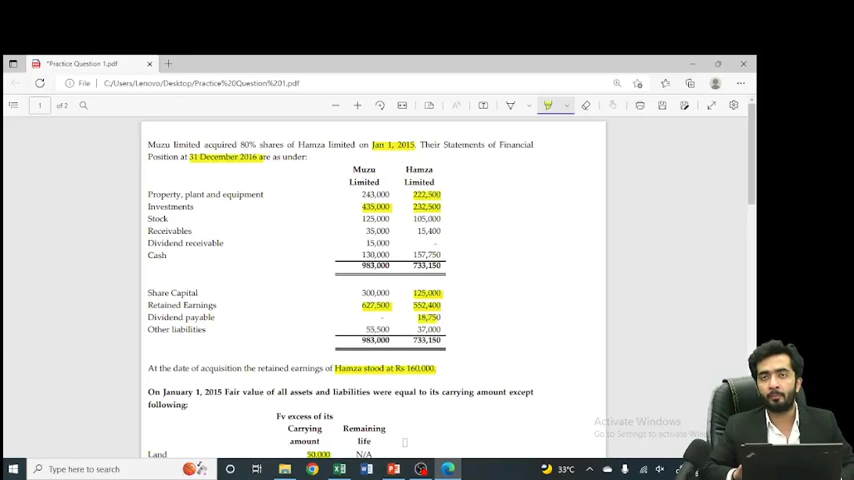 *Practice Question 1.pdf
File C:/Users/Lenovo/Desktop/Practice%20Question%201.pdf
1 of 2
Muzu limited acquired 80% shares of Hamza limited on Jan 1, 2015. Their Statements of Financial
Position at 31 December 2016 are as under:
Muzu Hamza
Limited Limited
Property, plant and equipment 243,000 222,500
Investments 435,000 232,500
Stock 125,000 105,000
Receivables 35,000 15,400
Dividend receivable 15,000 -
Cash 130,000 157,750
983,000 733,150
Share Capital 300,000 125,000
Retained Earnings 627,500 552,400
Dividend payable - 18,750
Other liabilities 55,500 37,000
983,000 733,150
At the date of acquisition the retained earnings of Hamza stood at Rs 160,000.
On January 1, 2015 Fair value of all assets and liabilities were equal to its carrying amount except
following:
Fv excess of its
Carrying Remaining
amount life
Land 50,000 N/A
Activate Windows
Go to Settings to activate Win
Type here to search
33°C